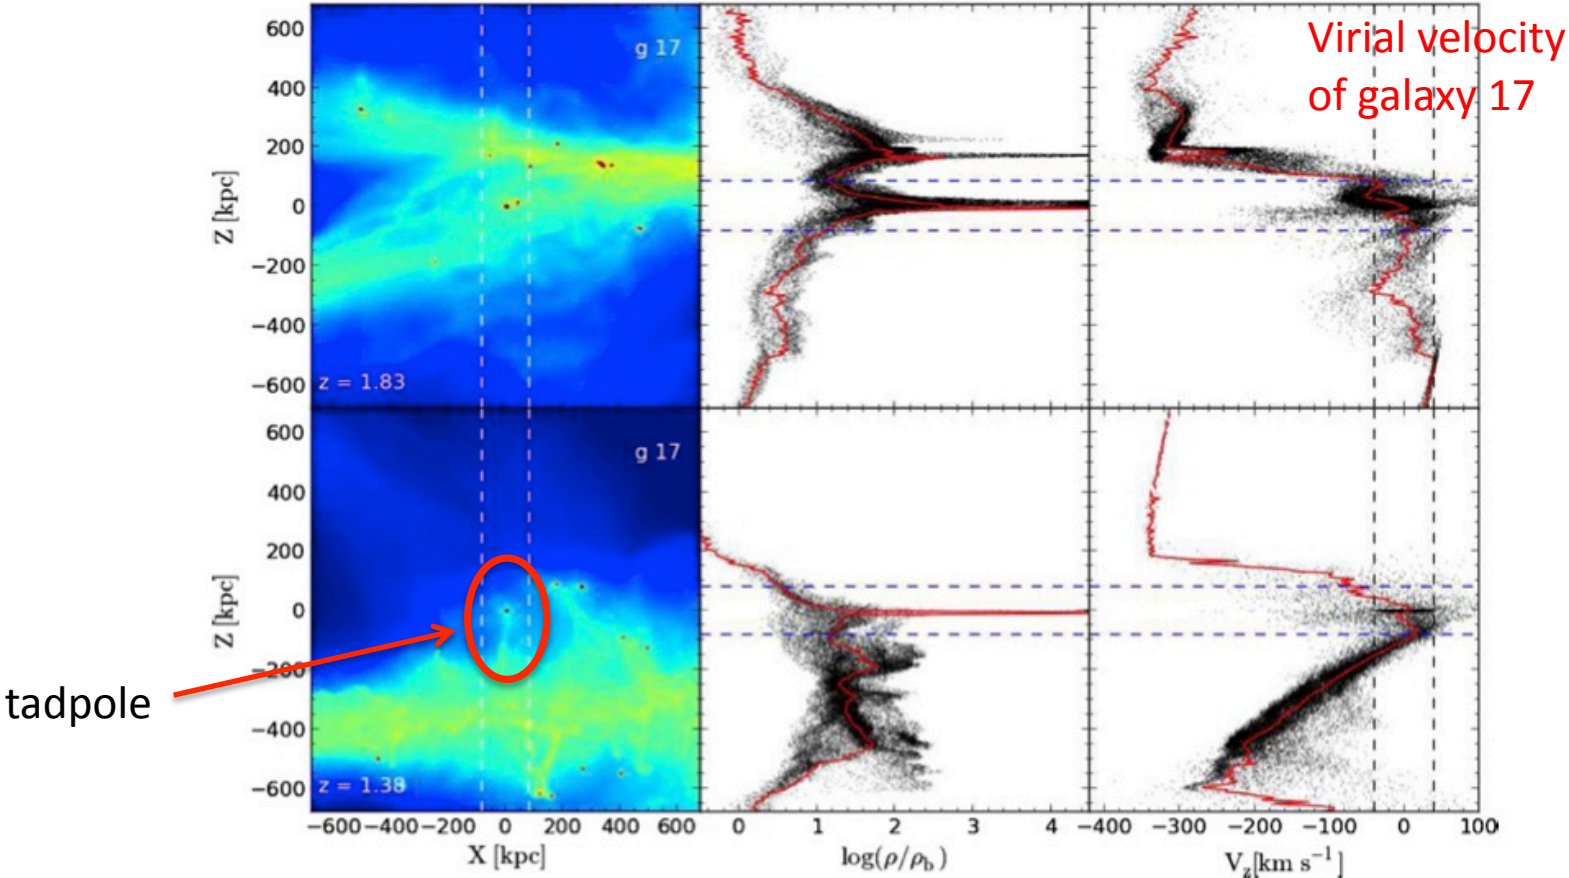 Virial velocity
of galaxy 17
g 17
z = 1.83
600
400
200
0
−200
−400
−600
Z [kpc]
g 17
z = 1.38
600
400
200
0
−200
−400
−600
Z [kpc]
tadpole
−600 −400 −200 0 200 400 600
X [kpc]
0 1 2 3 4
log(ρ/ρb)
−400 −300 −200 −100 0 100
Vz[km s−1]